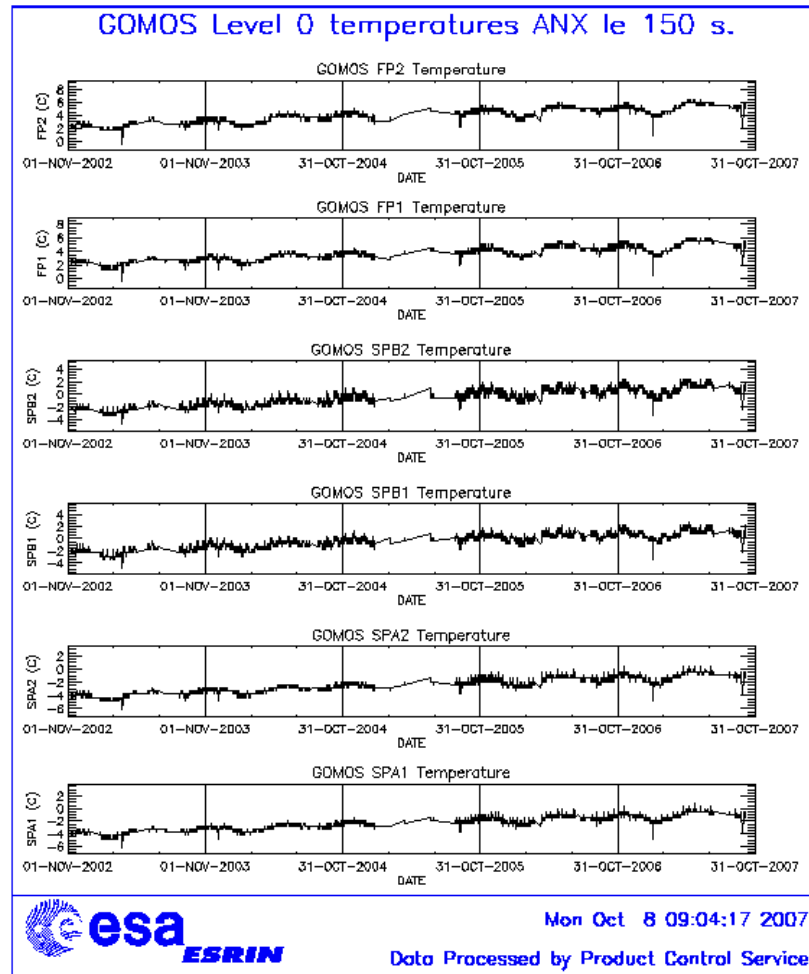 GOMOS Level 0 temperatures ANX le 150 s.
GOMOS FP2 Temperature
FP2 (C)
8
6
4
2
0
01-NOV-2002 01-NOV-2003 31-OCT-2004 31-OCT-2005 31-OCT-2006 31-OCT-2007
DATE
GOMOS FP1 Temperature
FP1 (C)
8
6
4
2
0
01-NOV-2002 01-NOV-2003 31-OCT-2004 31-OCT-2005 31-OCT-2006 31-OCT-2007
DATE
GOMOS SPB2 Temperature
SPB2 (C)
4
2
0
-2
-4
01-NOV-2002 01-NOV-2003 31-OCT-2004 31-OCT-2005 31-OCT-2006 31-OCT-2007
DATE
GOMOS SPB1 Temperature
SPB1 (C)
4
2
0
-2
-4
01-NOV-2002 01-NOV-2003 31-OCT-2004 31-OCT-2005 31-OCT-2006 31-OCT-2007
DATE
GOMOS SPA2 Temperature
SPA2 (C)
2
0
-2
-4
-6
01-NOV-2002 01-NOV-2003 31-OCT-2004 31-OCT-2005 31-OCT-2006 31-OCT-2007
DATE
GOMOS SPA1 Temperature
SPA1 (C)
2
0
-2
-4
-6
01-NOV-2002 01-NOV-2003 31-OCT-2004 31-OCT-2005 31-OCT-2006 31-OCT-2007
DATE
esa
ESRIN
Mon Oct 8 09:04:17 2007
Data Processed by Product Control Service